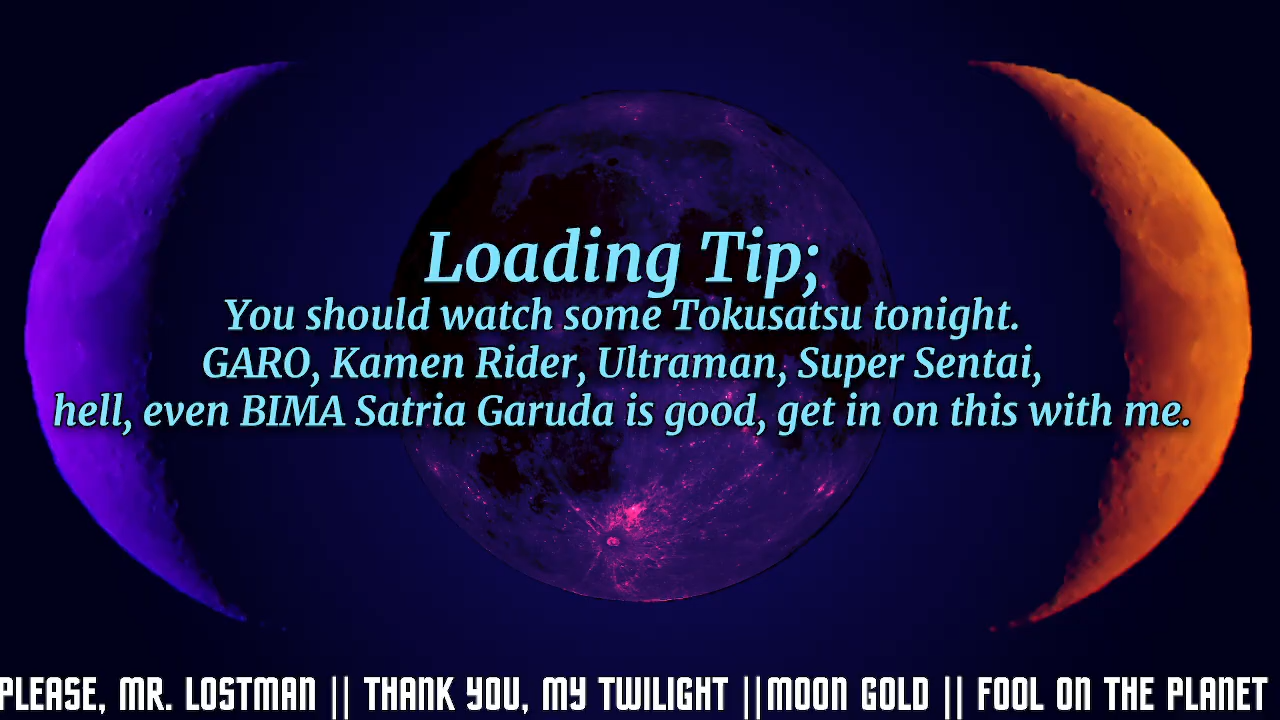 Loading Tip;
You should watch some Tokusatsu tonight.
GARO, Kamen Rider, Ultraman, Super Sentai,
hell, even BIMA Satria Garuda is good, get in on this with me.
PLEASE, MR. LOSTMAN || THANK YOU, MY TWILIGHT ||MOON GOLD || FOOL ON THE PLANET